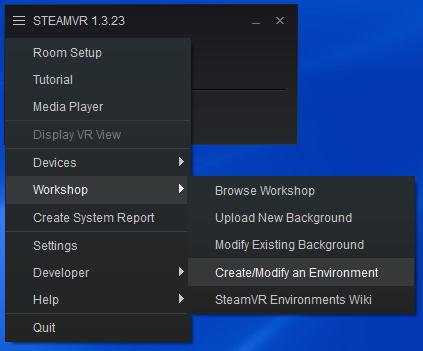 STEAMVR 1.3.23
Room Setup
Tutorial
Media Player
Display VR View
Devices
Workshop
Create System Report
Settings
Developer
Help
Quit
Browse Workshop
Upload New Background
Modify Existing Background
Create/Modify an Environment
SteamVR Environments Wiki